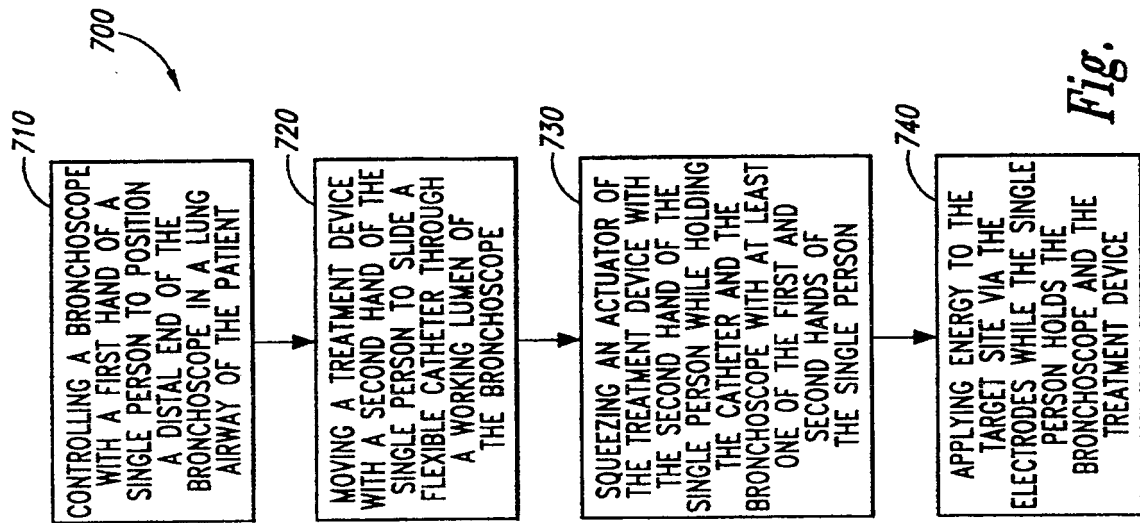 700
710
CONTROLLING A BRONCHOSCOPE
WITH A FIRST HAND OF A
SINGLE PERSON TO POSITION
A DISTAL END OF THE
BRONCHOSCOPE IN A LUNG
AIRWAY OF THE PATIENT
720
MOVING A TREATMENT DEVICE
WITH A SECOND HAND OF THE
SINGLE PERSON TO SLIDE A
FLEXIBLE CATHETER THROUGH
A WORKING LUMEN OF
THE BRONCHOSCOPE
730
SQUEEZING AN ACTUATOR OF
THE TREATMENT DEVICE WITH
THE SECOND HAND OF THE
SINGLE PERSON WHILE HOLDING
THE CATHETER AND THE
BRONCHOSCOPE WITH AT LEAST
ONE OF THE FIRST AND
SECOND HANDS OF
THE SINGLE PERSON
740
APPLYING ENERGY TO THE
TARGET SITE VIA THE
ELECTRODES WHILE THE SINGLE
PERSON HOLDS THE
BRONCHOSCOPE AND THE
TREATMENT DEVICE
Fig.